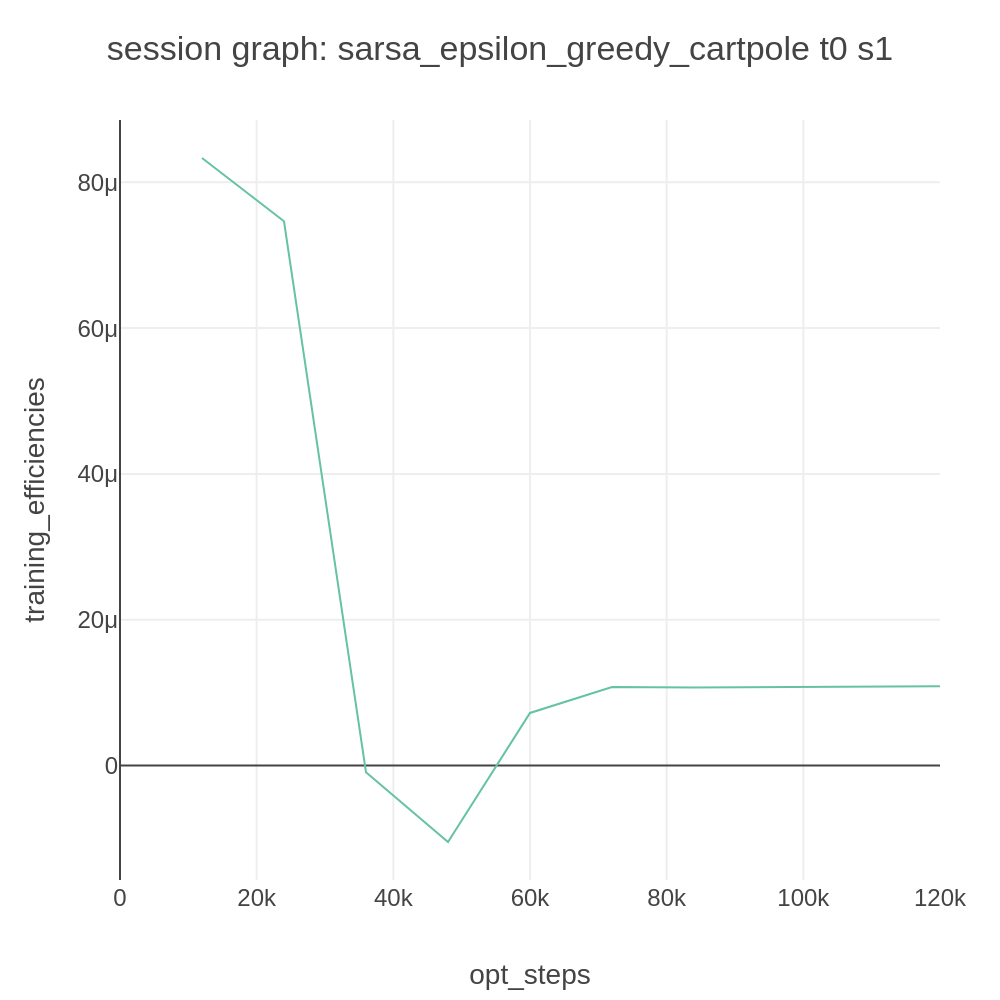 session graph: sarsa_epsilon_greedy_cartpole t0 s1
training_efficiencies
80μ
60μ
40μ
20μ
0
0
20k
40k
60k
80k
100k
120k
opt_steps